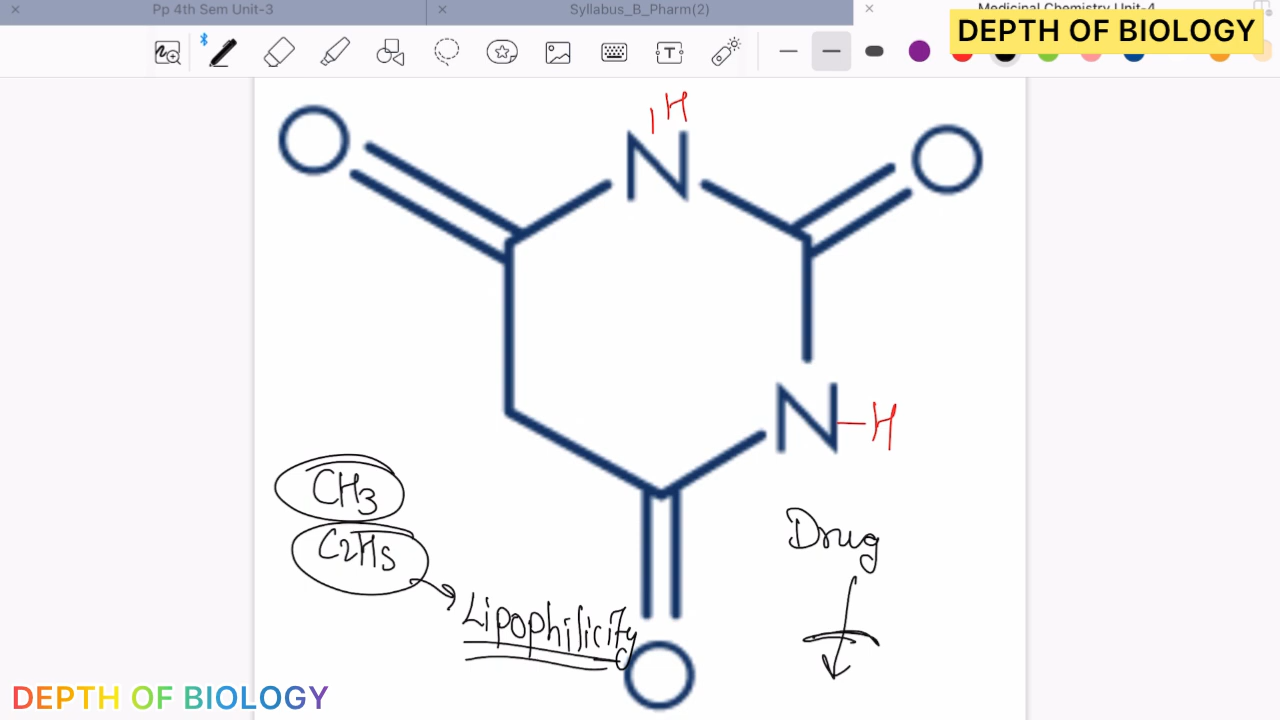 Pp 4th Sem Unit-3
Syllabus_B_Pharm(2)
Medicinal Chemistry Unit-4
DEPTH OF BIOLOGY
T
H
O
N
O
N-H
CH3
C2H5
Drug
Lipophilicity
O
DEPTH OF BIOLOGY